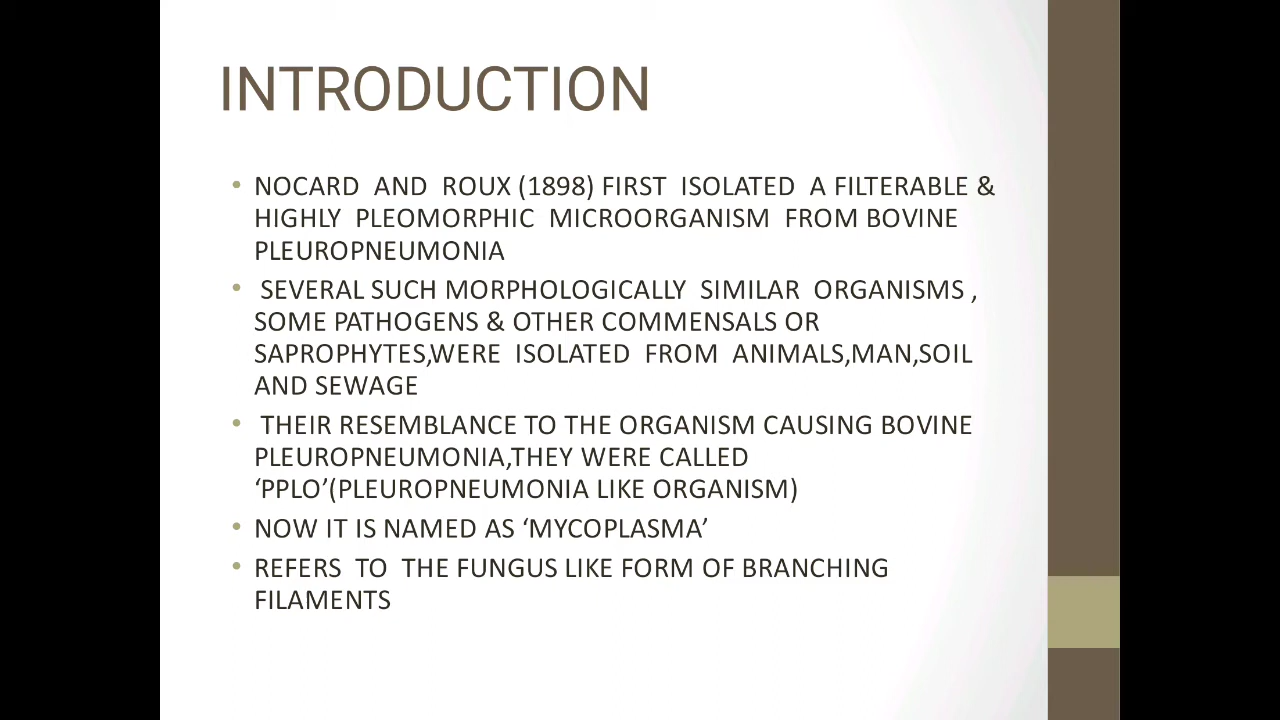 INTRODUCTION
• NOCARD AND ROUX (1898) FIRST ISOLATED A FILTERABLE &
HIGHLY PLEOMORPHIC MICROORGANISM FROM BOVINE
PLEUROPNEUMONIA
• SEVERAL SUCH MORPHOLOGICALLY SIMILAR ORGANISMS ,
SOME PATHOGENS & OTHER COMMENSALS OR
SAPROPHYTES,WERE ISOLATED FROM ANIMALS,MAN,SOIL
AND SEWAGE
• THEIR RESEMBLANCE TO THE ORGANISM CAUSING BOVINE
PLEUROPNEUMONIA,THEY WERE CALLED
‘PPLO’(PLEUROPNEUMONIA LIKE ORGANISM)
• NOW IT IS NAMED AS ‘MYCOPLASMA’
• REFERS TO THE FUNGUS LIKE FORM OF BRANCHING
FILAMENTS